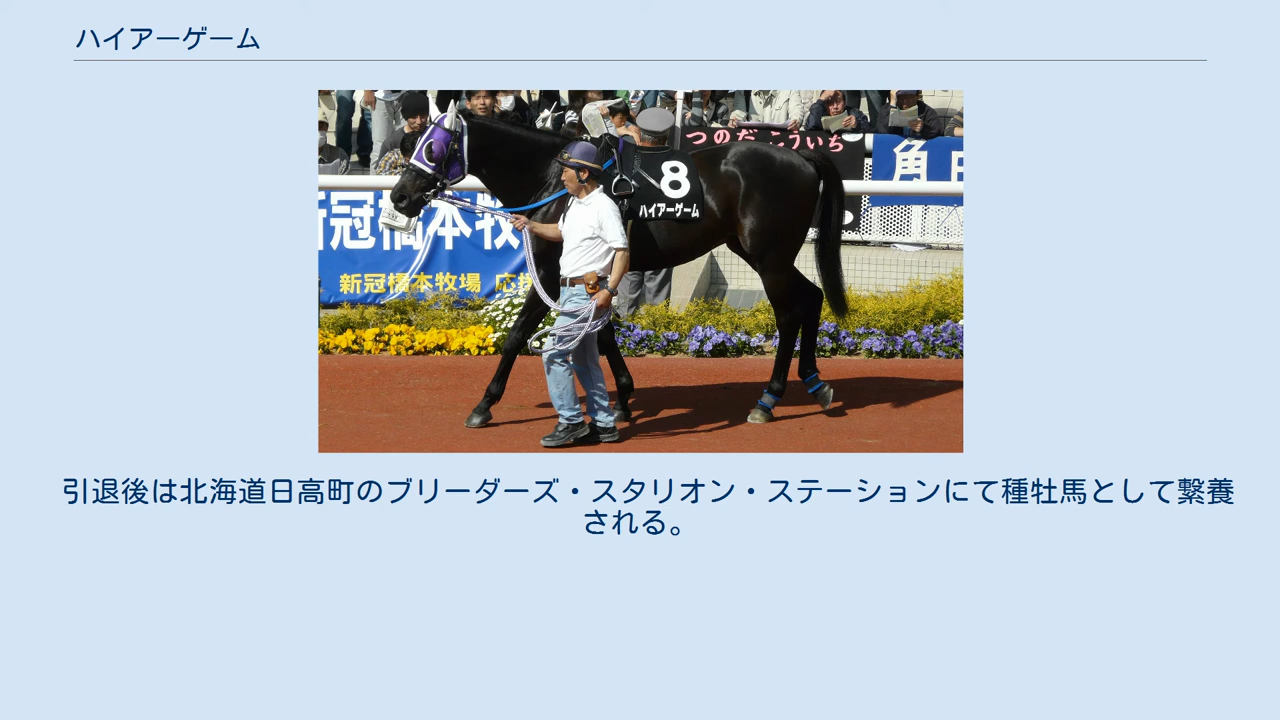 ハイアーゲーム
つのだ こういち
角田
8
ハイアーゲーム
新冠橋本牧
新冠橋本牧場 応援
引退後は北海道日高町のブリーダーズ・スタリオン・ステーションにて種牡馬として繋養
される。